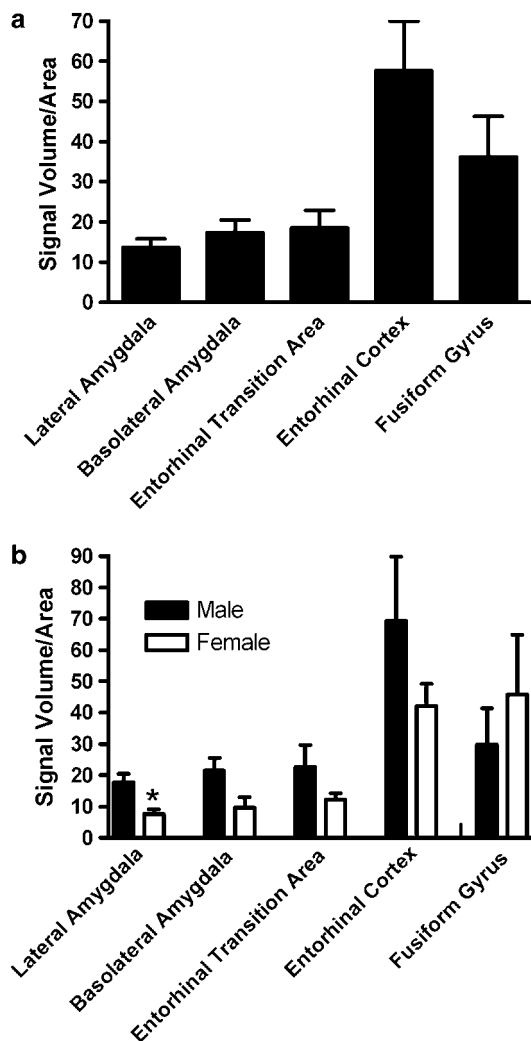 a
Signal Volume/Area
70
60
50
40
30
20
10
0
Lateral Amygdala
Basolateral Amygdala
Entorhinal Transition Area
Entorhinal Cortex
Fusiform Gyrus
b
Signal Volume/Area
90
80
70
60
50
40
30
20
10
0
Male
Female
*
Lateral Amygdala
Basolateral Amygdala
Entorhinal Transition Area
Entorhinal Cortex
Fusiform Gyrus